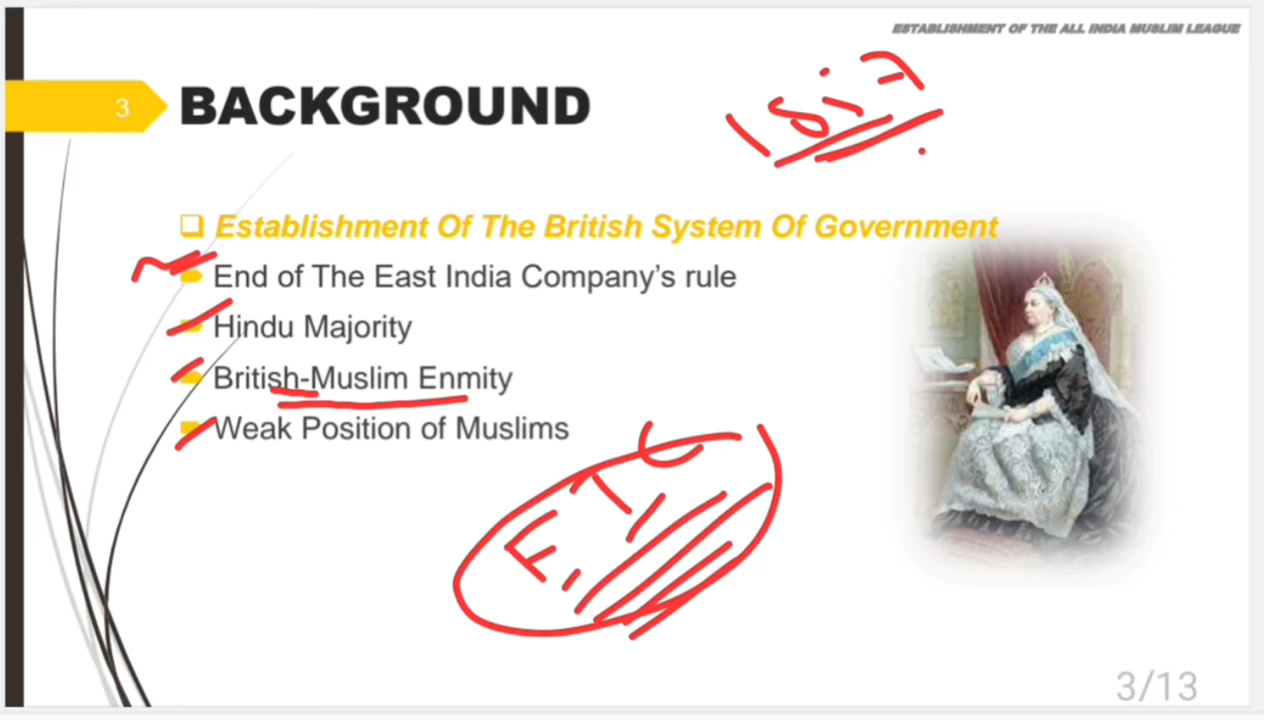 ESTABLISHMENT OF THE ALL INDIA MUSLIM LEAGUE
3
BACKGROUND
Establishment Of The British System Of Government
End of The East India Company's rule
Hindu Majority
British-Muslim Enmity
Weak Position of Muslims
3/13